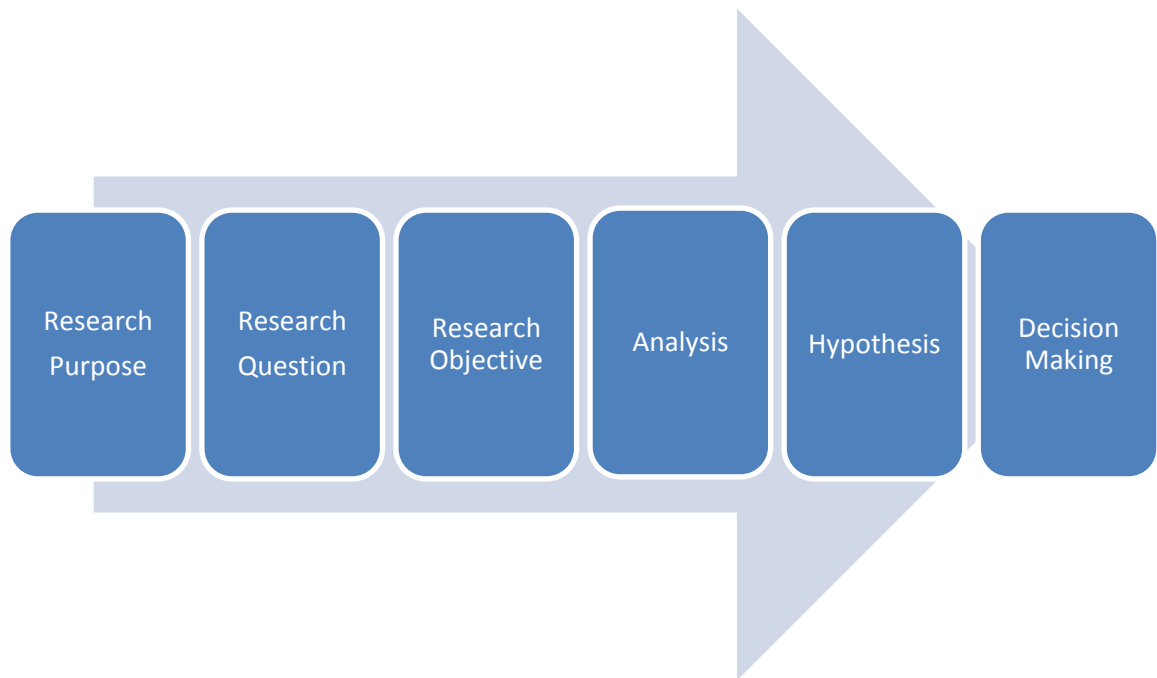 Research
Purpose
Research
Question
Research
Objective
Analysis
Hypothesis
Decision
Making